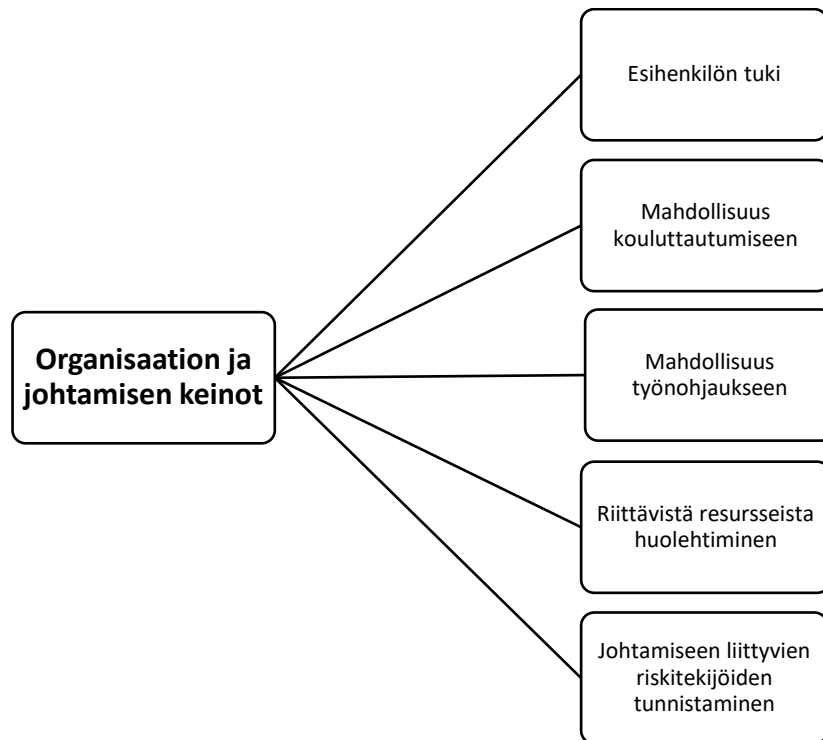 Esihenkilön tuki
Mahdollisuus
kouluttautumiseen
Organisaation ja
johtamisen keinot
Mahdollisuus
työnohjaukseen
Riittävistä resursseista
huolehtiminen
Johtamiseen liittyvien
riskitekijöiden
tunnistaminen